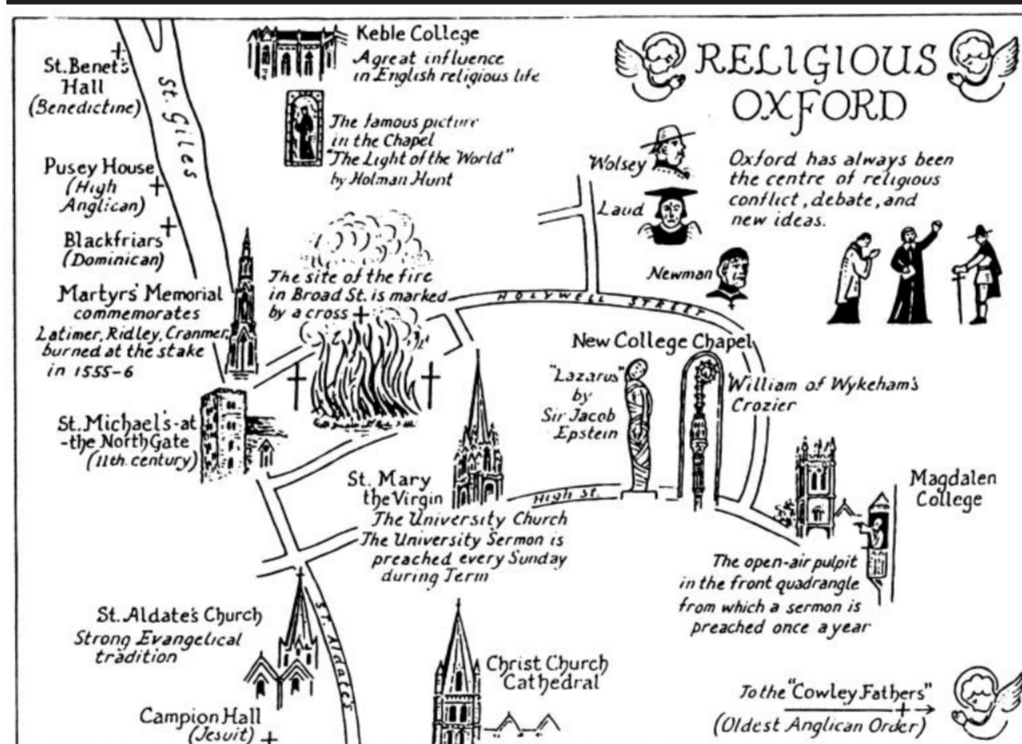 RELIGIOUS
OXFORD
Oxford has always been
the centre of religious
conflict, debate, and
new ideas.
Wolsey
Laud
Newman
Keble College
A great influence
in English religious life
The famous picture
in the Chapel
"The Light of the World"
by Holman Hunt
St. Benet's
Hall
(Benedictine)
St. Giles
Pusey House
(High
Anglican)
Blackfriars
(Dominican)
Martyrs' Memorial
commemorates
Latimer, Ridley, Cranmer,
burned at the stake
in 1555-6
The site of the fire
in Broad St. is marked
by a cross
HOLYWELL STREET
New College Chapel
"Lazarus"
by
Sir Jacob
Epstein
William of Wykeham's
Crozier
St. Michael's-at
-the NorthGate
(11th century)
St. Mary
the Virgin
The University Church
The University Sermon is
preached every Sunday
during Term
High St.
Magdalen
College
The open-air pulpit
in the front quadrangle
from which a sermon is
preached once a year
St. Aldate's Church
Strong Evangelical
tradition
ST. Aldate's
Christ Church
Cathedral
Campion Hall
(Jesuit)
To the "Cowley Fathers"
(Oldest Anglican Order)